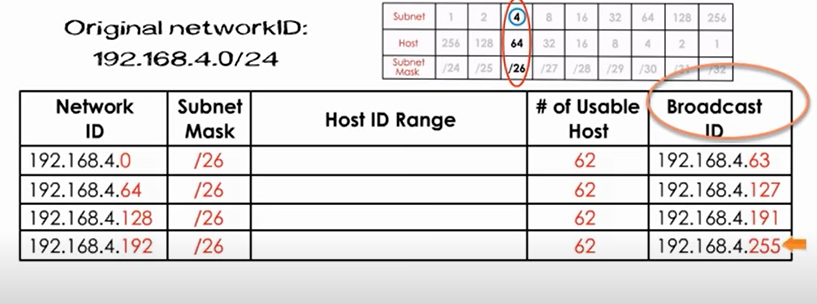 Original networkID:
192.168.4.0/24
Subnet 1 2 4 8 16 32 64 128 256
Host 256 128 64 32 16 8 4 2 1
Subnet Mask /24 /25 /26 /27 /28 /29 /30 /31 /32
Network ID Subnet Mask Host ID Range # of Usable Host Broadcast ID
192.168.4.0 /26 62 192.168.4.63
192.168.4.64 /26 62 192.168.4.127
192.168.4.128 /26 62 192.168.4.191
192.168.4.192 /26 62 192.168.4.255